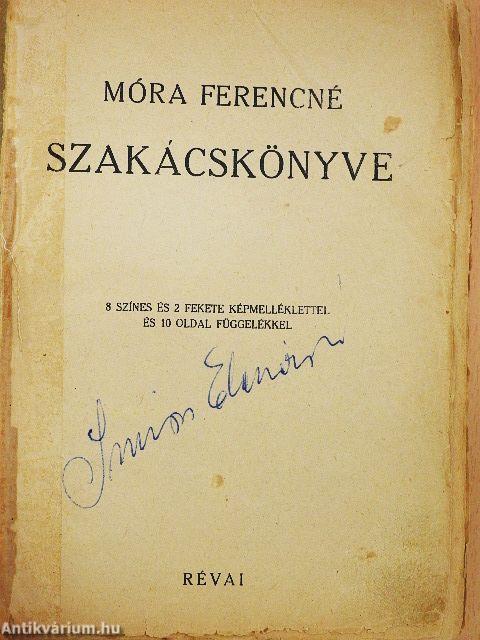 MÓRA FERENCNÉ
SZAKÁCSKÖNYVE
8 SZÍNES ÉS 2 FEKETE KÉPMELLÉKLETTEL
ÉS 10 OLDAL FÜGGELÉKKEL
RÉVAI
Antikvárium.hu